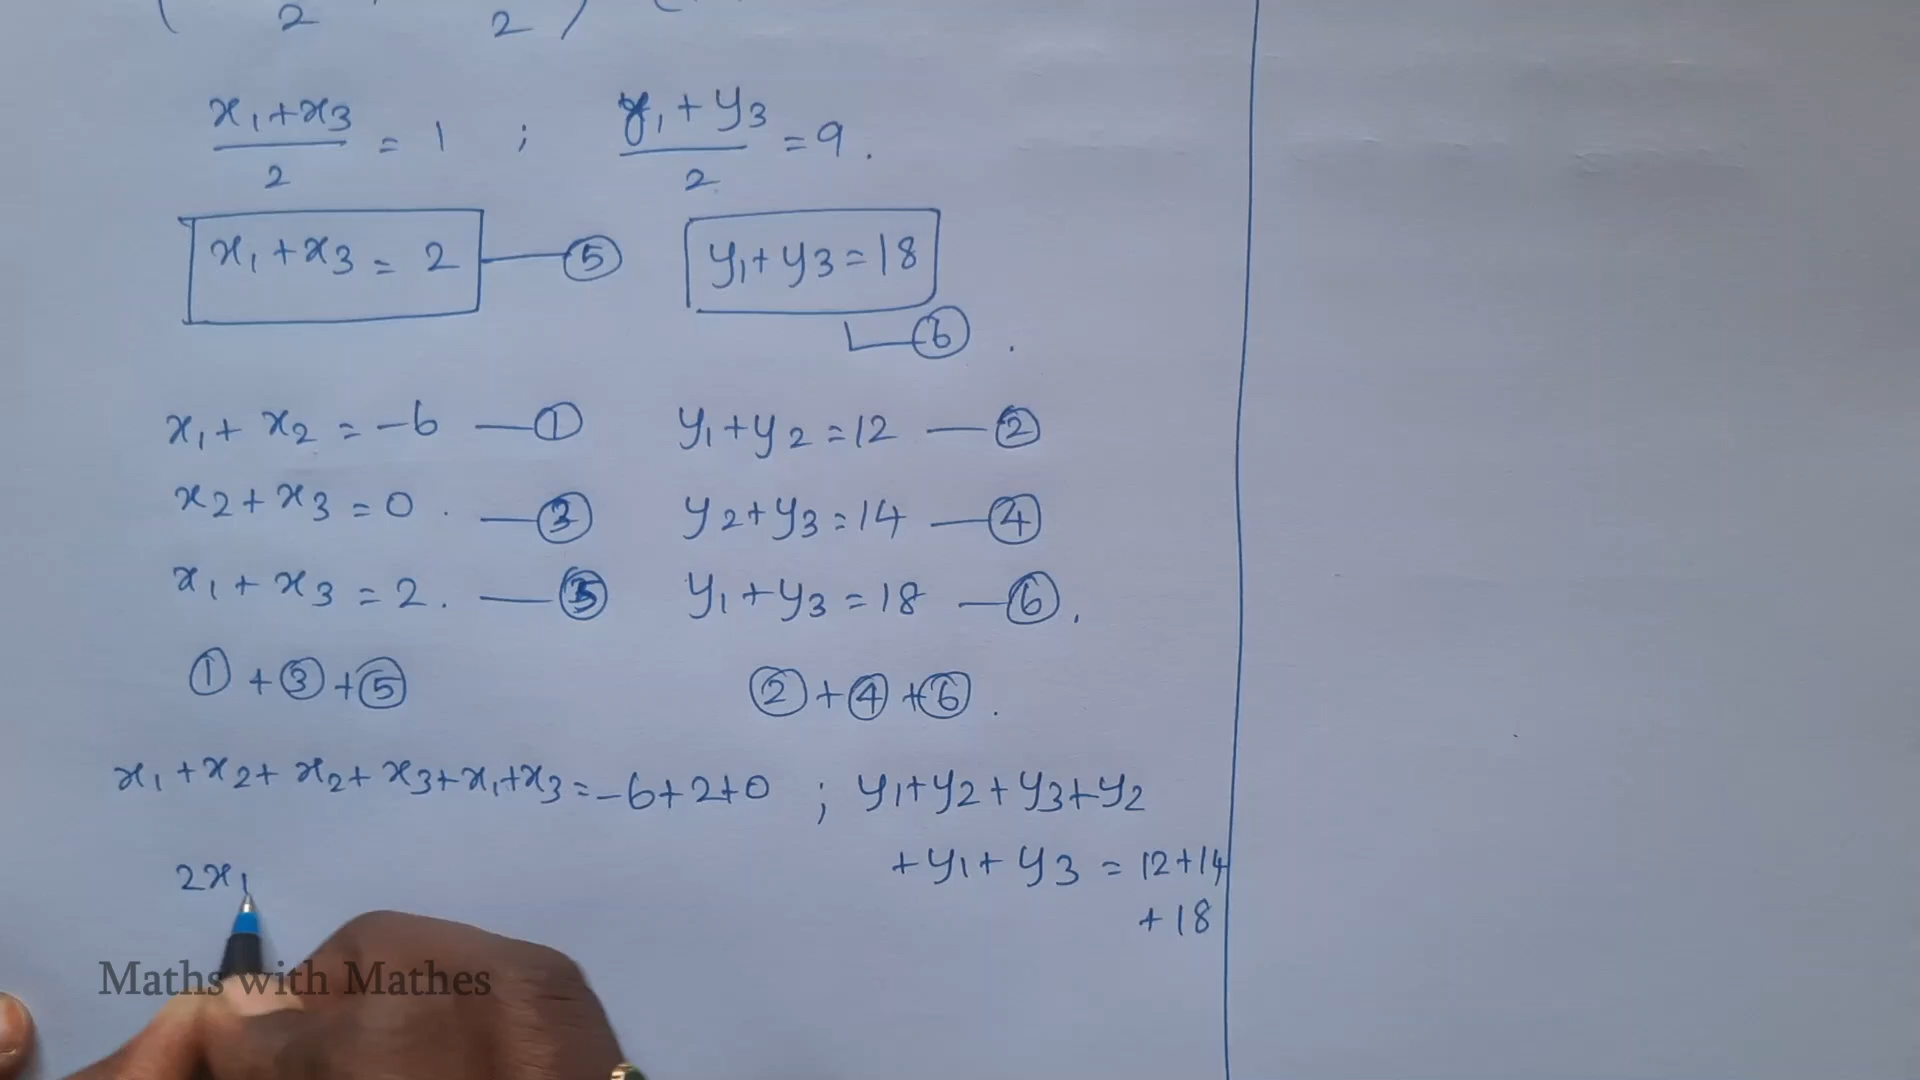 2 2 )
x₁+x₃/2 = 1 ; y₁+y₃/2 = 9.
x₁+x₃ = 2 — ⑤ y₁+y₃=18
⑥ .
x₁+ x₂ = -6 — ① y₁+y₂=12 — ②
x₂+x₃=0 . — ③ y₂+y₃=14 — ④
x₁+x₃=2. — ⑤ y₁+y₃=18 — ⑥.
①+③+⑤ ②+④+⑥ .
x₁+x₂+ x₂+ x₃+x₁+x₃=-6+2+0 ; y₁+y₂+y₃+y₂
2x₁ +y₁+ y₃ = 12+14
+18
Maths with Mathes